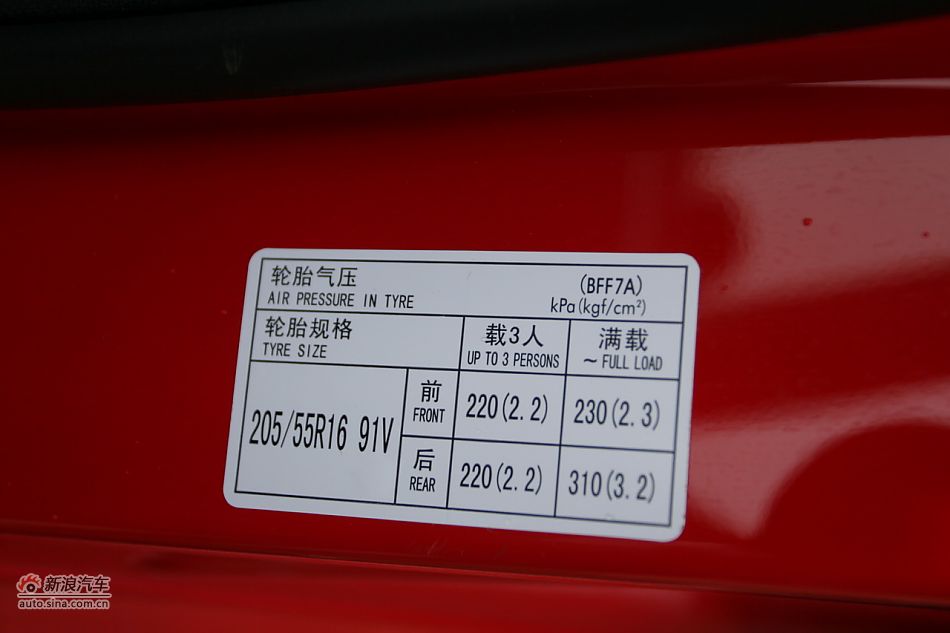 轮胎气压
AIR PRESSURE IN TYRE
(BFF7A)
kPa(kgf/cm²)
轮胎规格
TYRE SIZE
载3人
UP TO 3 PERSONS
满载
~ FULL LOAD
205/55R16 91V
前
FRONT
220(2.2)
230(2.3)
后
REAR
220(2.2)
310(3.2)
新浪汽车
auto.sina.com.cn